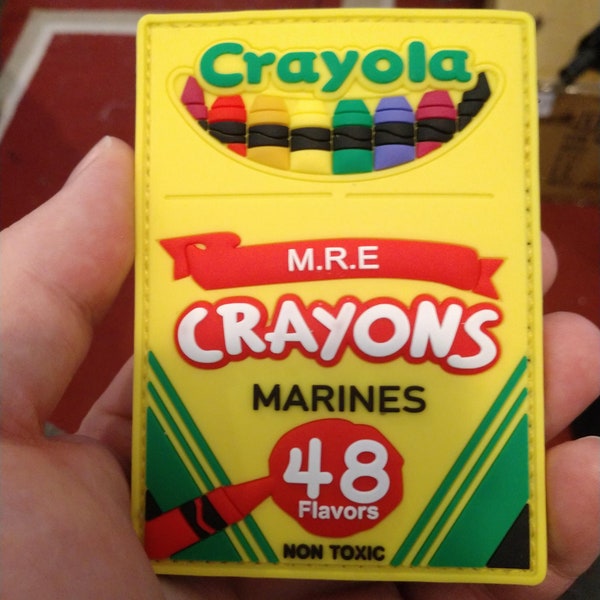 Crayola
M.R.E
CRAYONS
MARINES
48
Flavors
NON TOXIC